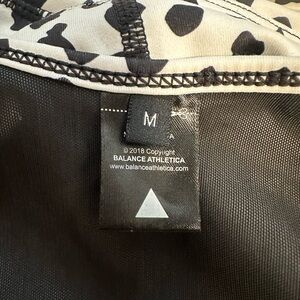 M
A
© 2018 Copyright
BALANCE ATHLETICA
www.balanceathletica.com